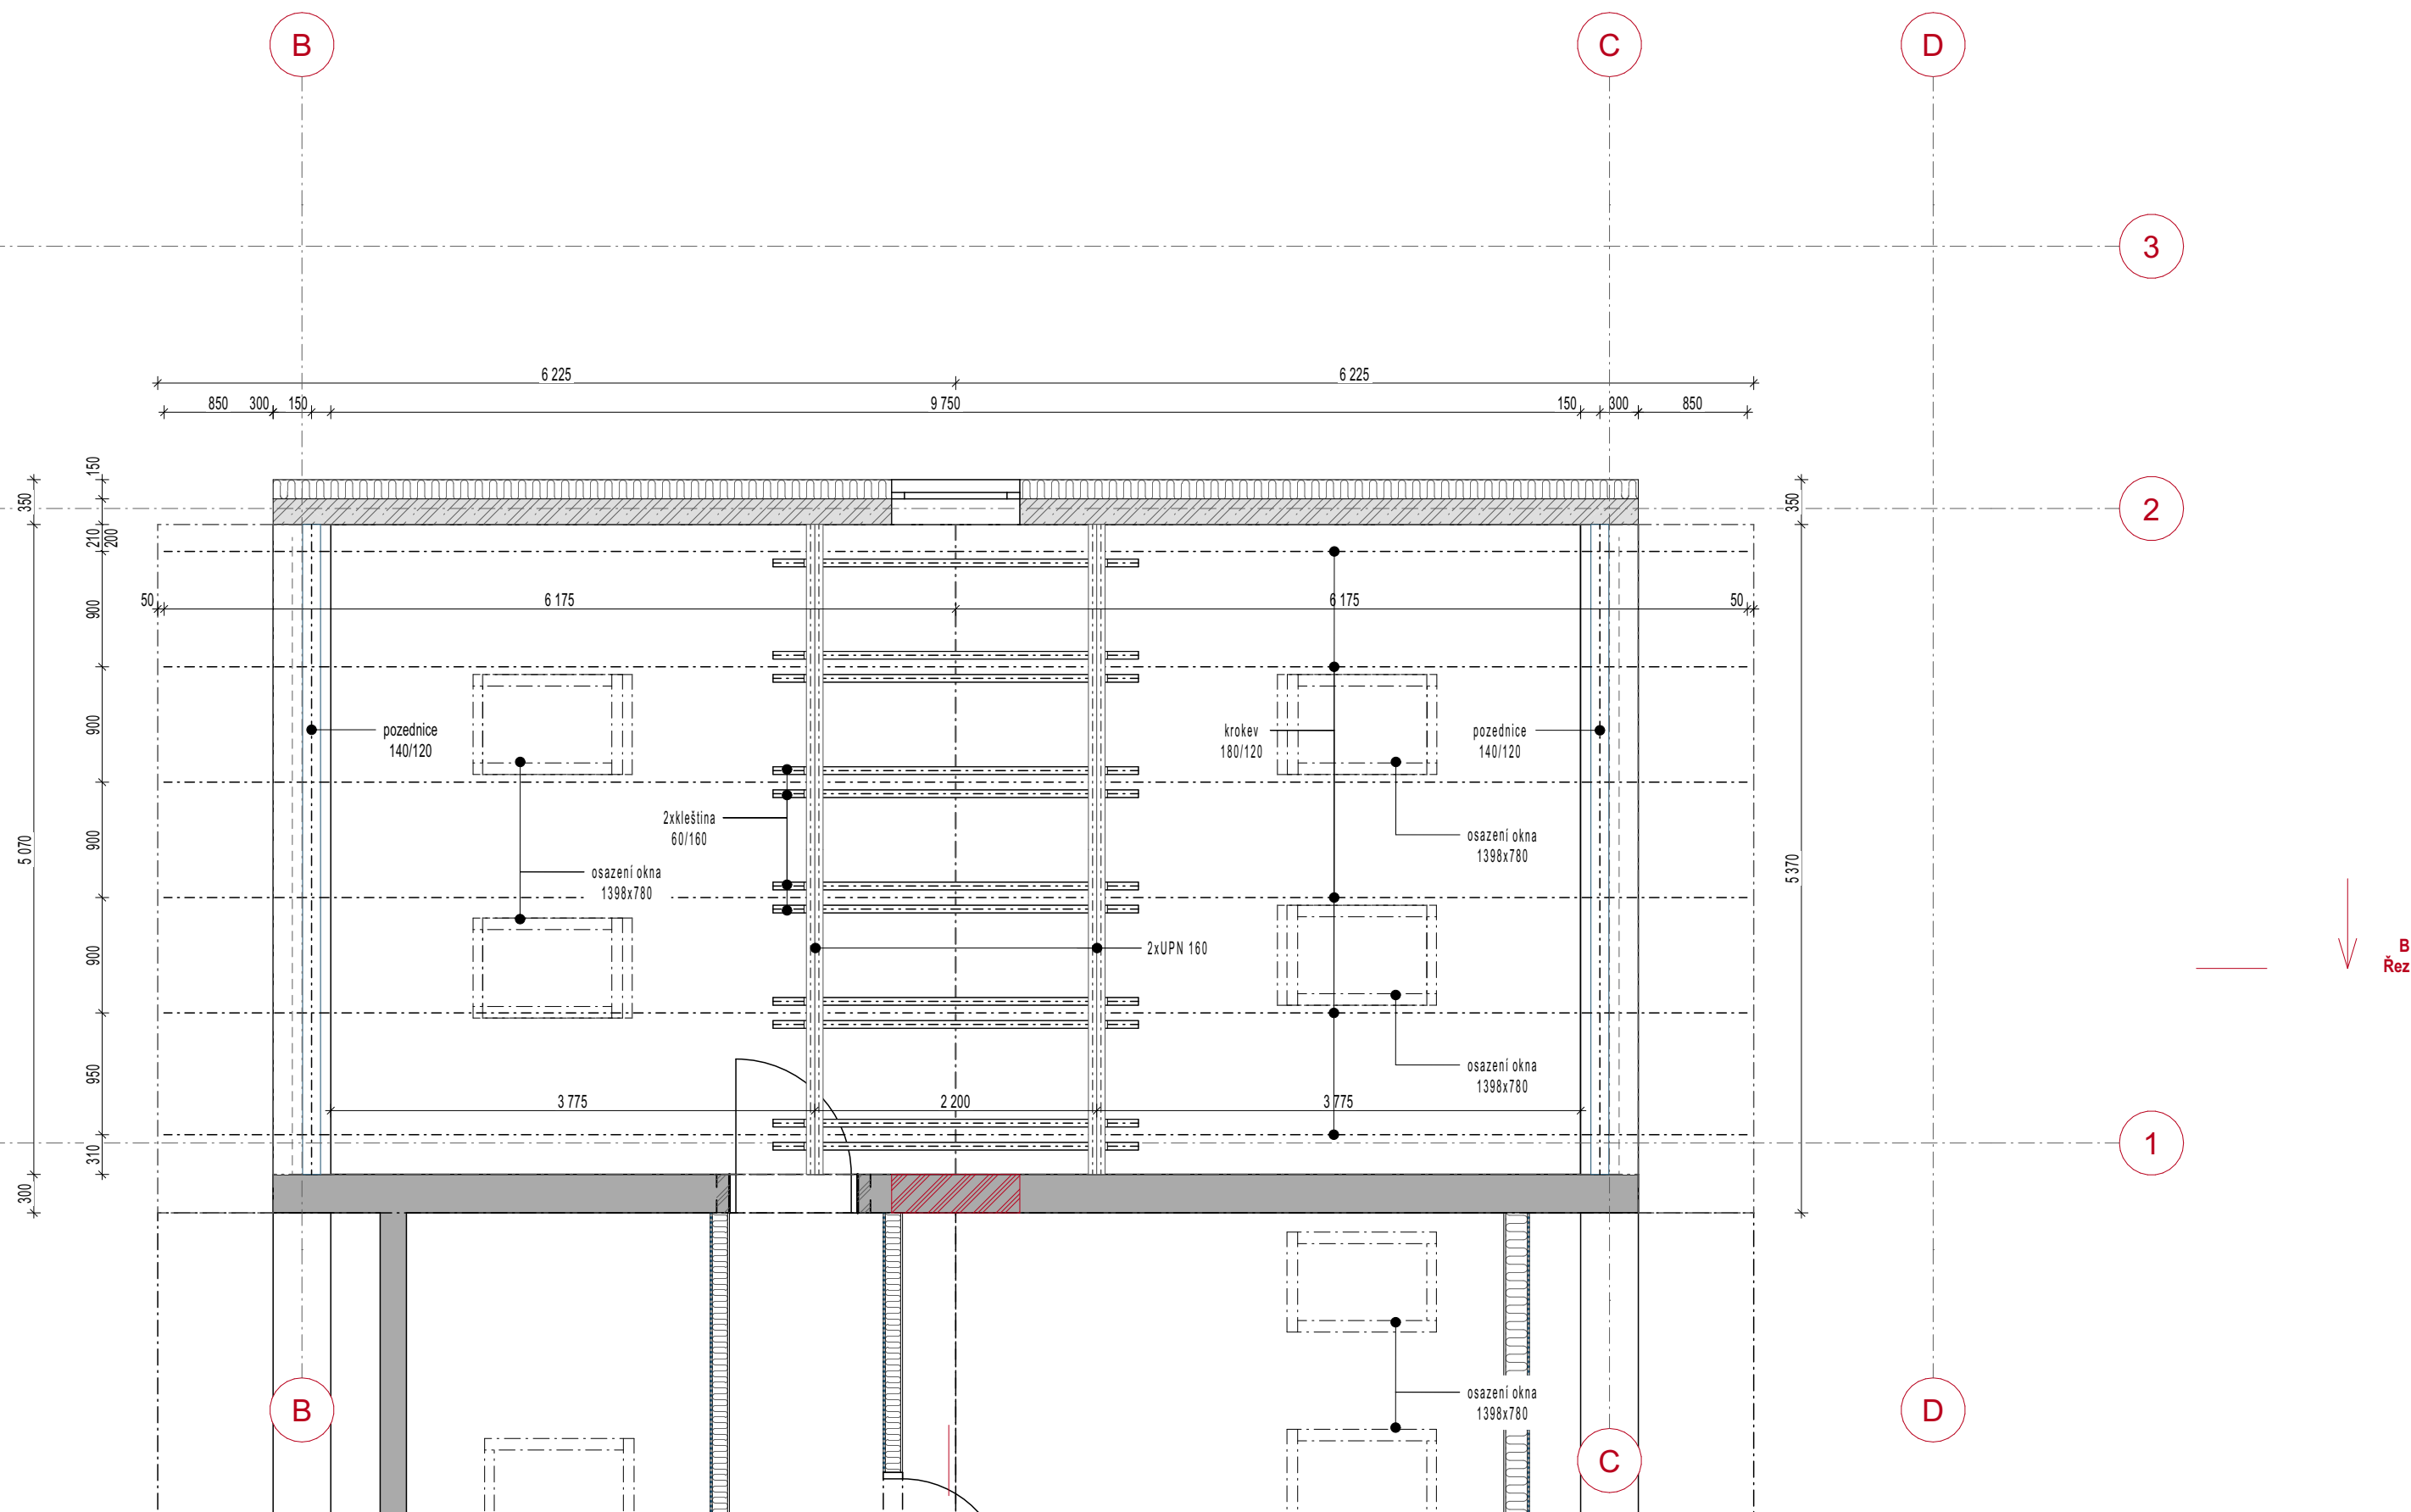 B
C
D
3
6 225
6 225
850
300
150
9 750
150
300
850
150
350
350
2
210
200
50
6 175
6 175
50
900
900
pozednice
140/120
krokev
180/120
pozednice
140/120
2xkleština
60/160
osazení okna
1398x780
900
5 070
osazení okna
1398x780
5 370
900
2xUPN 160
B
Řez
950
osazení okna
1398x780
3 775
2 200
3 775
310
1
300
osazení okna
1398x780
B
D
C